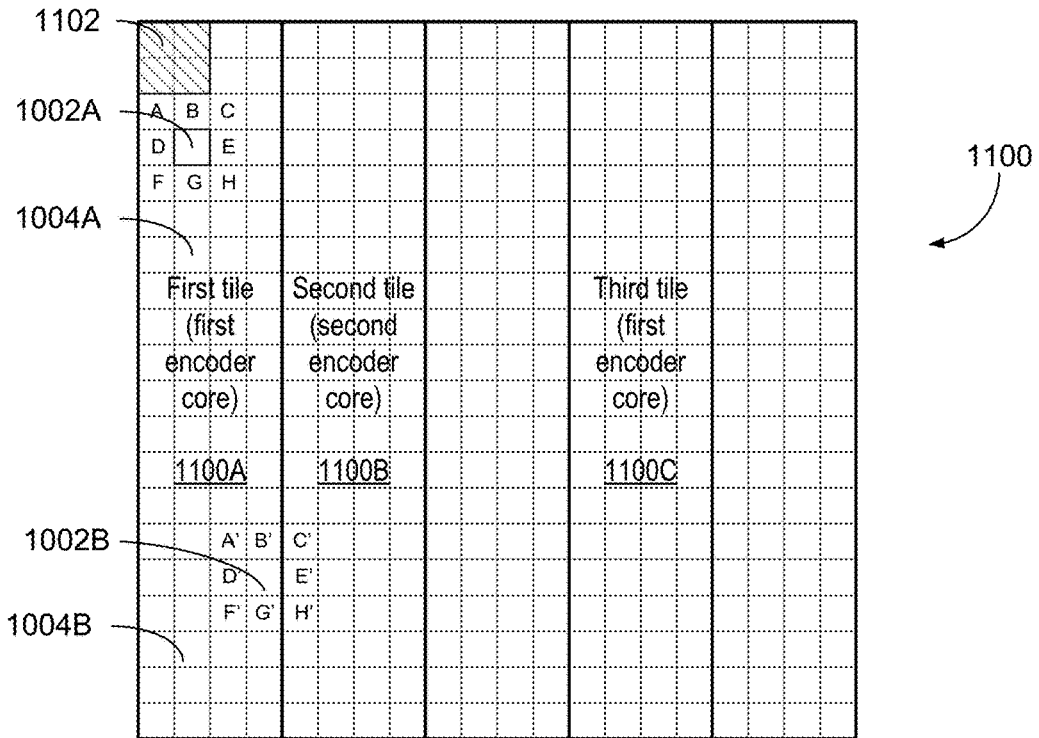 1102
1002A
A B C
D E
1100
F G H
1004A
First tile
(first
encoder
core)
1100A
Second tile
(second
encoder
core)
1100B
Third tile
(first
encoder
core)
1100C
1002B
A' B' C'
D' E'
F' G' H'
1004B